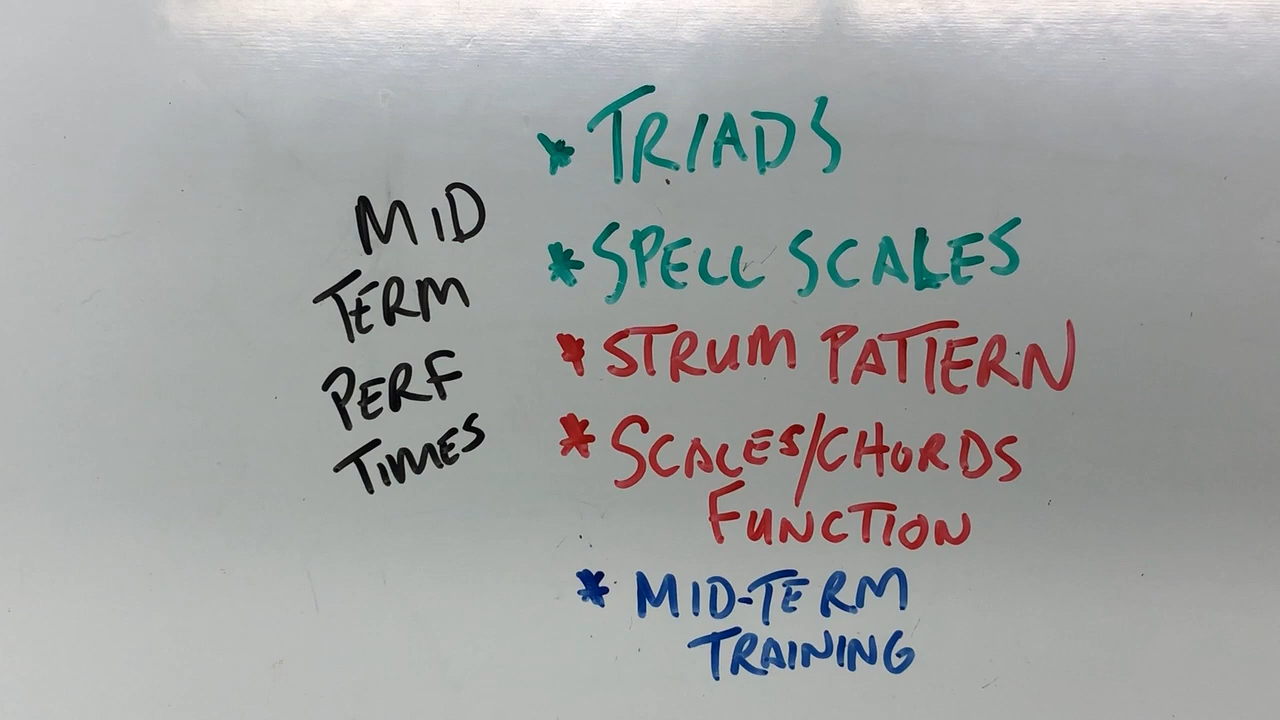 MID
TERM
PERF
TIMES
* TRIADS
* SPELL SCALES
* STRUM PATTERN
* SCALES/CHORDS
FUNCTION
* MID-TERM
TRAINING